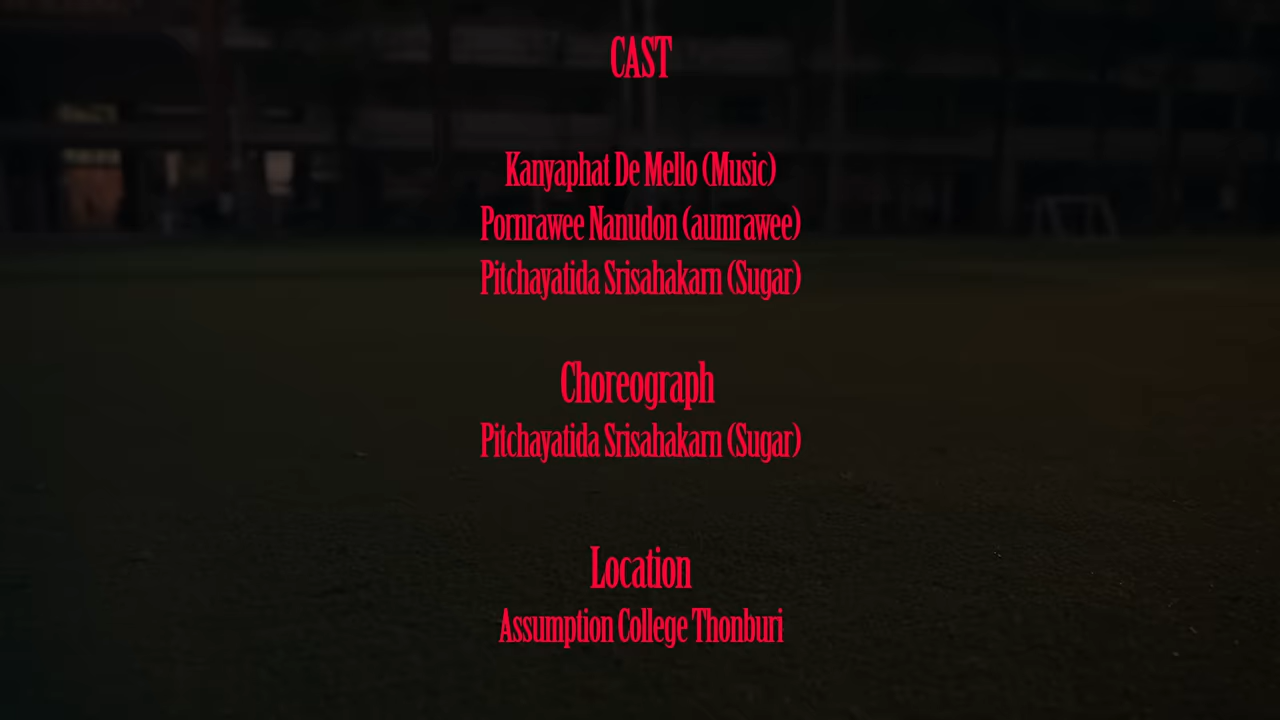 CAST
Kanyaphat De Mello (Music)
Pornrawee Nanudon (aumrawee)
Pitchayatida Srisahakarn (Sugar)
Choreograph
Pitchayatida Srisahakarn (Sugar)
Location
Assumption College Thonburi